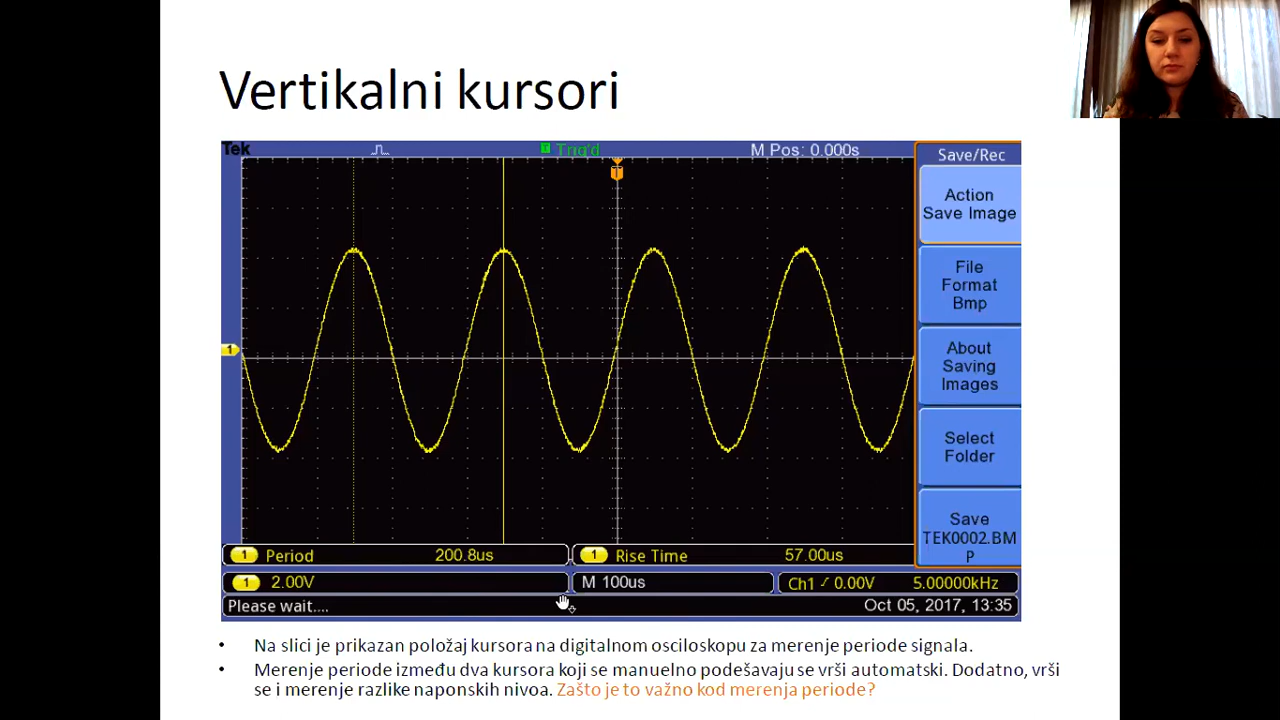 Vertikalni kursori
Tek
T Trig'd
M Pos: 0.000s
Save/Rec
T
Action
Save Image
File
Format
Bmp
About
Saving
Images
Select
Folder
Save
TEK0002.BM
P
1
1 Period 200.8us
1 Rise Time 57.00us
1 2.00V
M 100us
Ch1 0.00V 5.00000kHz
Please wait....
Oct 05, 2017, 13:35
• Na slici je prikazan položaj kursora na digitalnom osciloskopu za merenje periode signala.
• Merenje periode između dva kursora koji se manuelno podešavaju se vrši automatski. Dodatno, vrši
se i merenje razlike naponskih nivoa. Zašto je to važno kod merenja periode?